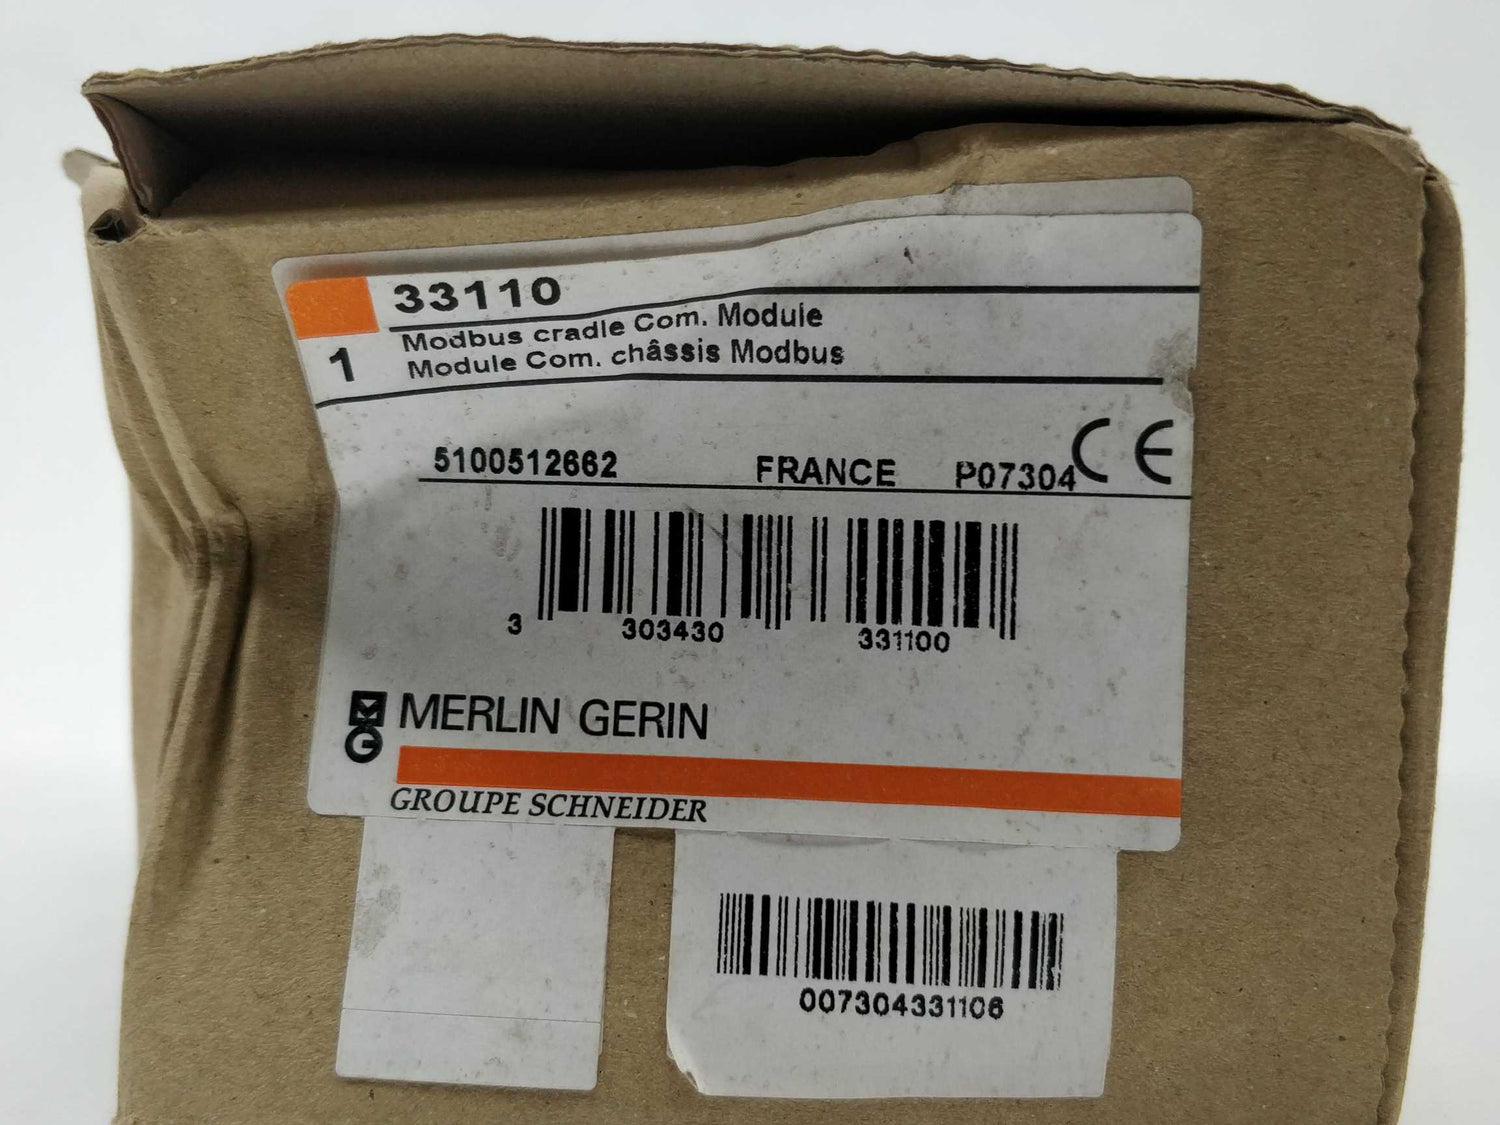 33110
Modbus cradle Com. Module
1 Module Com. châssis Modbus
CE
5100512662 FRANCE P07304
3 303430 331100
MG MERLIN GERIN
GROUPE SCHNEIDER
007304331106